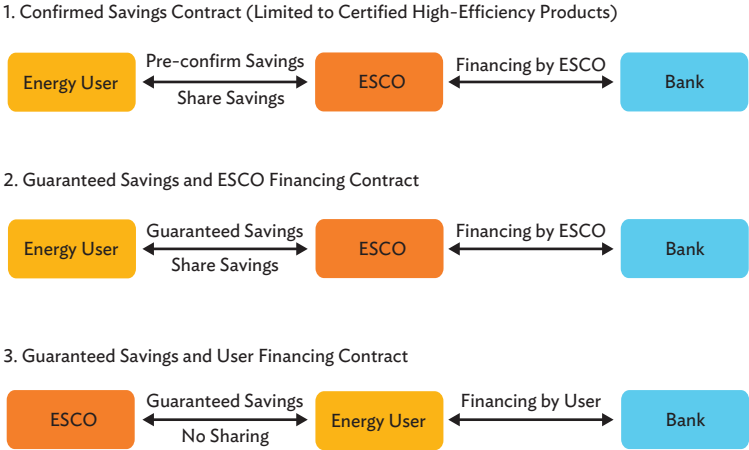 1. Confirmed Savings Contract (Limited to Certified High-Efficiency Products)
Energy User
Pre-confirm Savings
Share Savings
ESCO
Financing by ESCO
Bank
2. Guaranteed Savings and ESCO Financing Contract
Energy User
Guaranteed Savings
Share Savings
ESCO
Financing by ESCO
Bank
3. Guaranteed Savings and User Financing Contract
ESCO
Guaranteed Savings
No Sharing
Energy User
Financing by User
Bank